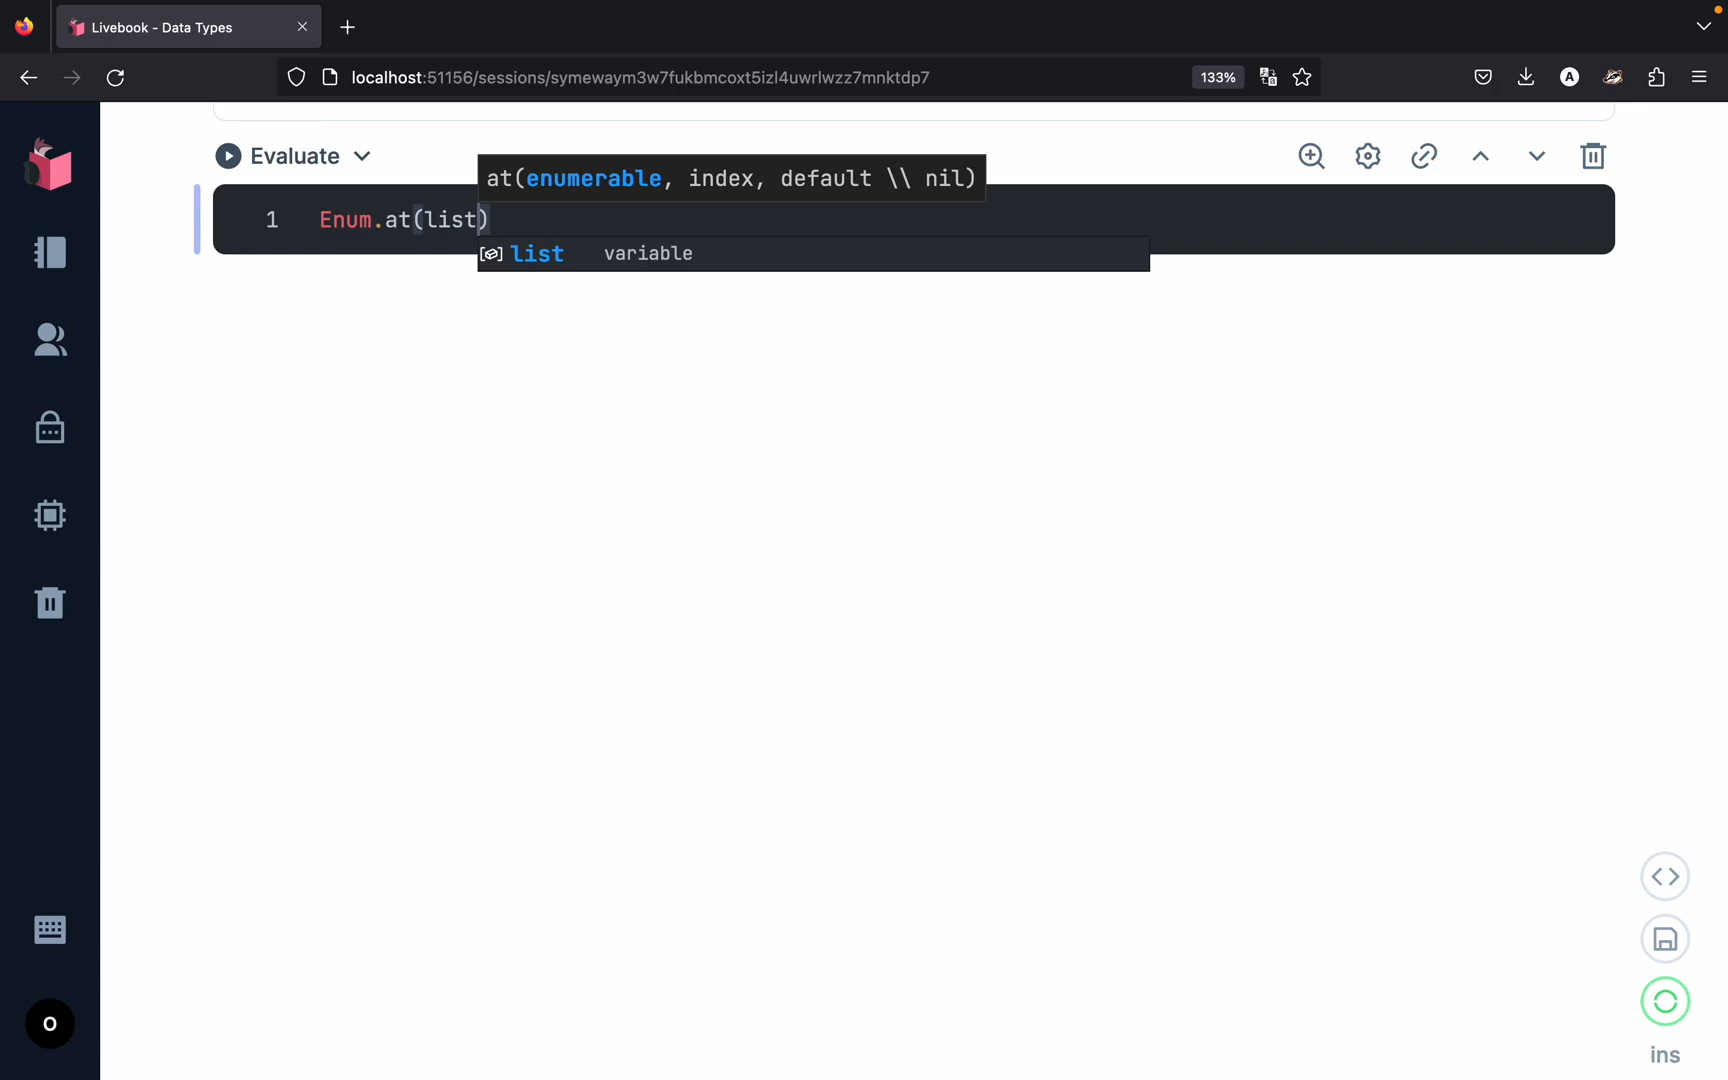 Livebook - Data Types
localhost:51156/sessions/symewaym3w7fukbmcoxt5izl4uwrlwzz7mnktdp7
133%
A
Evaluate
at(enumerable, index, default \\ nil)
1 Enum.at(list)
list variable
O
ins